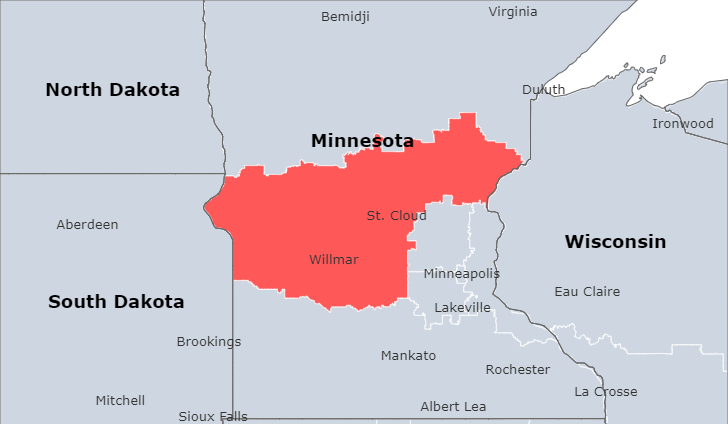 Bemidji
Virginia
North Dakota
Duluth
Ironwood
Minnesota
St. Cloud
Aberdeen
Wisconsin
Willmar
Minneapolis
South Dakota
Eau Claire
Lakeville
Brookings
Mankato
Rochester
La Crosse
Mitchell
Albert Lea
Sioux Falls